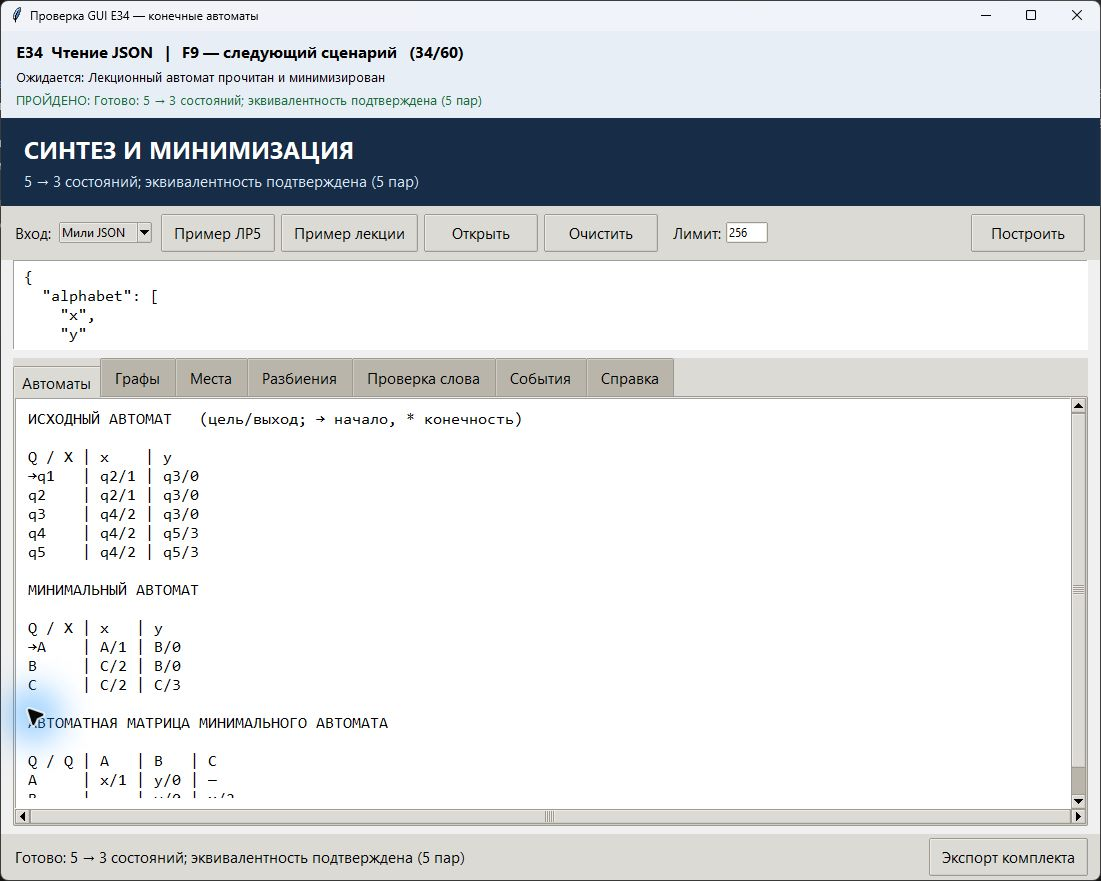 Проверка GUI E34 — конечные автоматы
E34 Чтение JSON | F9 — следующий сценарий (34/60)
Ожидается: Лекционный автомат прочитан и минимизирован
ПРОЙДЕНО: Готово: 5 → 3 состояний; эквивалентность подтверждена (5 пар)
СИНТЕЗ И МИНИМИЗАЦИЯ
5 → 3 состояний; эквивалентность подтверждена (5 пар)
Вход: Мили JSON Пример ЛР5 Пример лекции Открыть Очистить Лимит: 256 Построить
{
"alphabet": [
"x",
"y"
Автоматы Графы Места Разбиения Проверка слова События Справка
ИСХОДНЫЙ АВТОМАТ (цель/выход; → начало, * конечность)
Q / X | x | y
→q1 | q2/1 | q3/0
q2 | q2/1 | q3/0
q3 | q4/2 | q3/0
q4 | q4/2 | q5/3
q5 | q4/2 | q5/3
МИНИМАЛЬНЫЙ АВТОМАТ
Q / X | x | y
→A | A/1 | B/0
B | C/2 | B/0
C | C/2 | C/3
АВТОМАТНАЯ МАТРИЦА МИНИМАЛЬНОГО АВТОМАТА
Q / Q | A | B | C
A | x/1 | y/0 | —
Готово: 5 → 3 состояний; эквивалентность подтверждена (5 пар) Экспорт комплекта